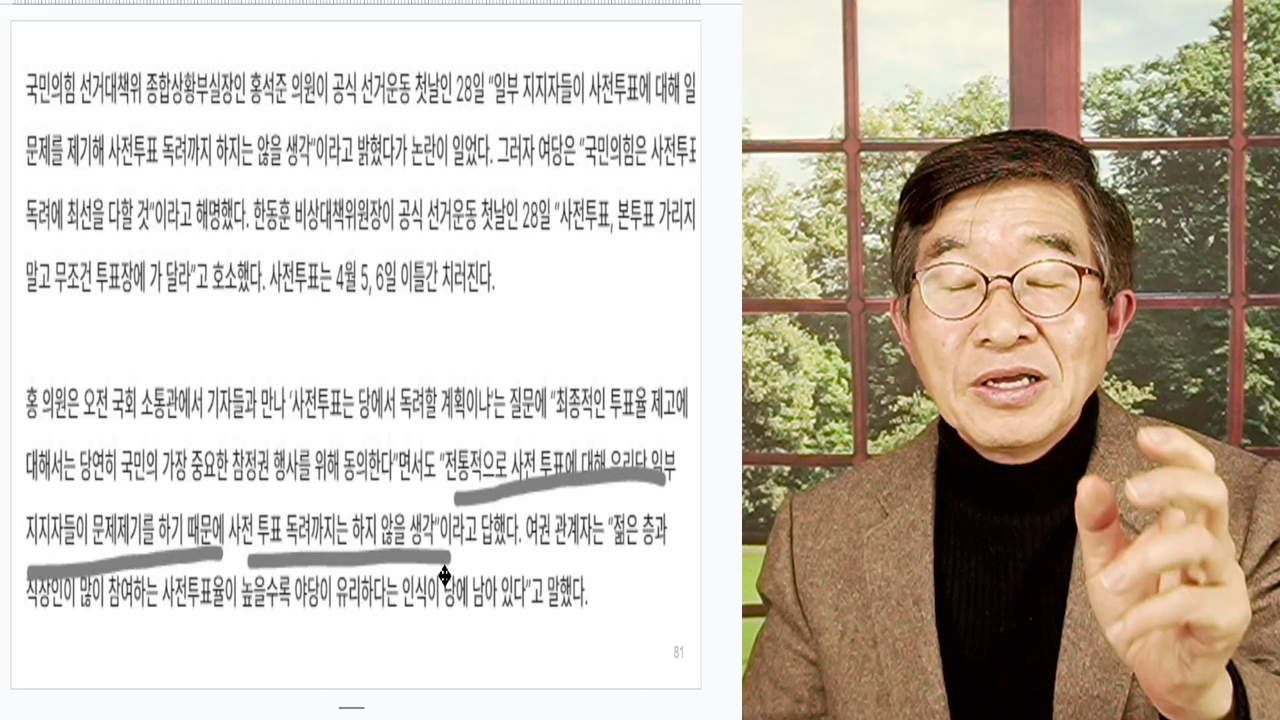 국민의힘 선거대책위 종합상황부실장인 홍석준 의원이 공식 선거운동 첫날인 28일 “일부 지지자들이 사전투표에 대해 일
문제를 제기해 사전투표 독려까지 하지는 않을 생각”이라고 밝혔다가 논란이 일었다. 그러자 여당은 “국민의힘은 사전투표
독려에 최선을 다할 것”이라고 해명했다. 한동훈 비상대책위원장이 공식 선거운동 첫날인 28일 “사전투표, 본투표 가리지
말고 무조건 투표장에 가 달라”고 호소했다. 사전투표는 4월 5, 6일 이틀간 치러진다.
홍 의원은 오전 국회 소통관에서 기자들과 만나 ‘사전투표는 당에서 독려할 계획이냐’는 질문에 “최종적인 투표율 제고에
대해서는 당연히 국민의 가장 중요한 참정권 행사를 위해 동의한다”면서도 “전통적으로 사전 투표에 대해 우리당 일부
지지자들이 문제제기를 하기 때문에 사전 투표 독려까지는 하지 않을 생각”이라고 답했다. 여권 관계자는 “젊은 층과
직장인이 많이 참여하는 사전투표율이 높을수록 야당이 유리하다는 인식이 당에 남아 있다”고 말했다.
81